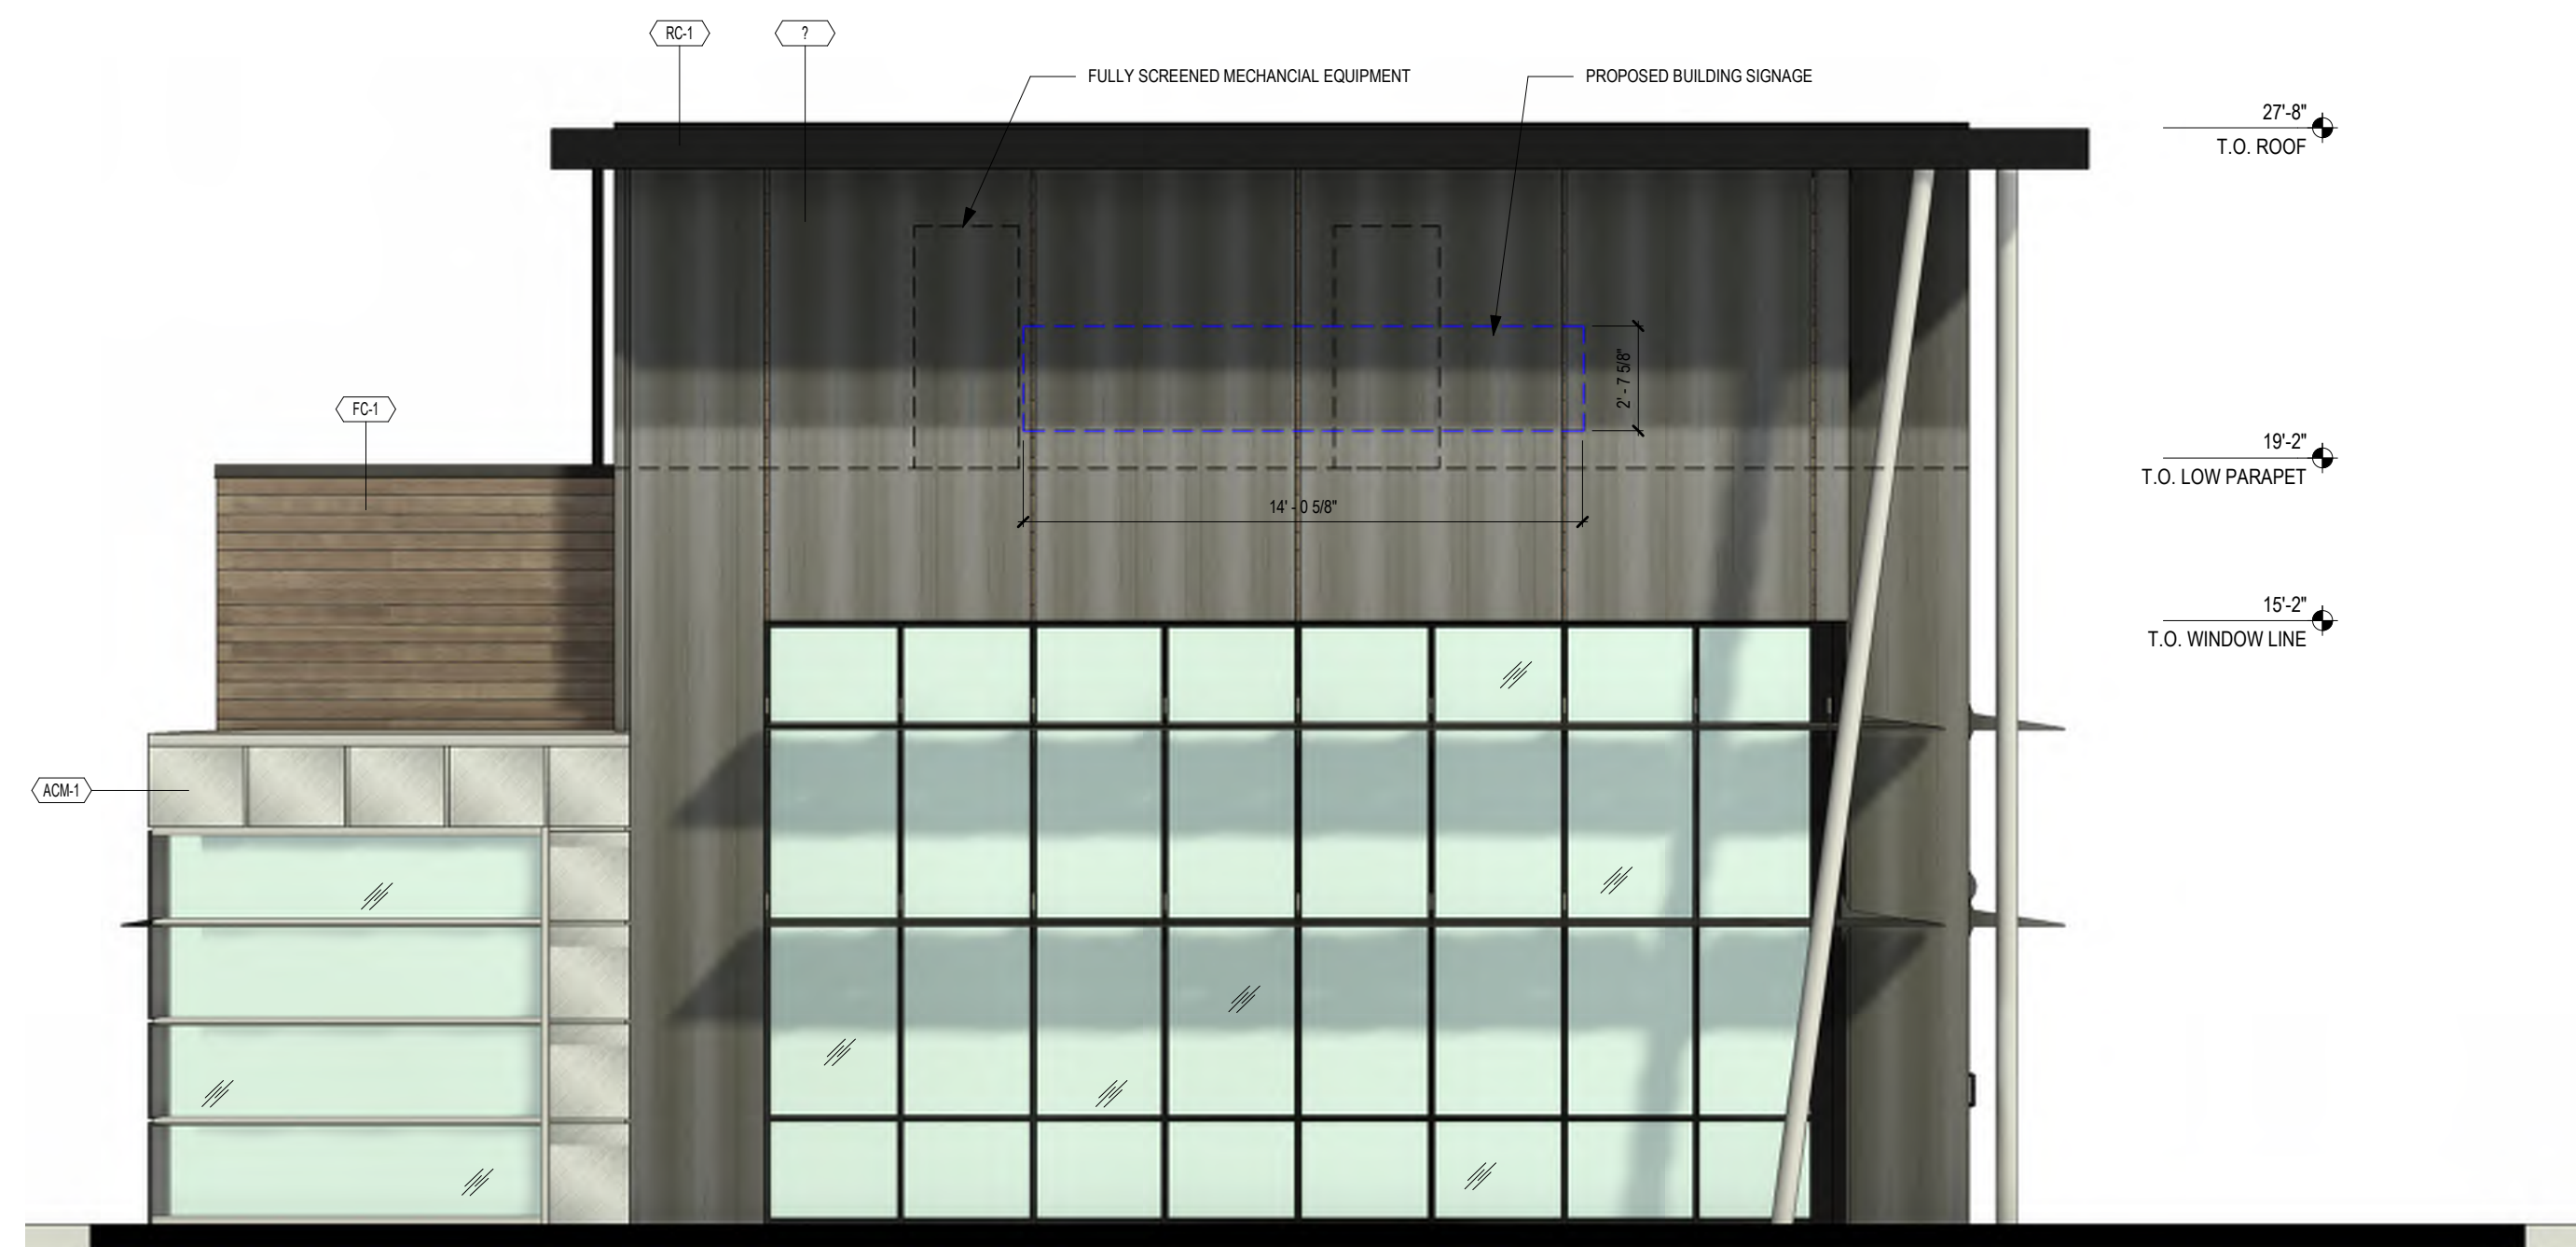 RC-1
?
FULLY SCREENED MECHANCIAL EQUIPMENT
PROPOSED BUILDING SIGNAGE
27'-8"
T.O. ROOF
2' - 7 5/8"
FC-1
19'-2"
T.O. LOW PARAPET
14' - 0 5/8"
15'-2"
T.O. WINDOW LINE
ACM-1